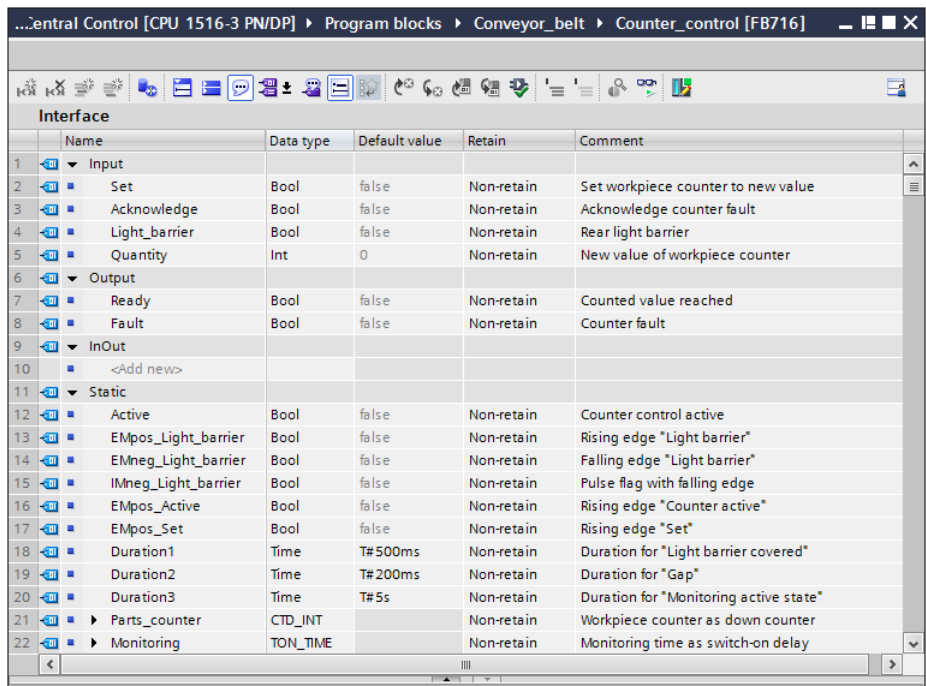 ...Central Control [CPU 1516-3 PN/DP] ▸ Program blocks ▸ Conveyor_belt ▸ Counter_control [FB716]
Interface
Name Data type Default value Retain Comment
1 Input
2 Set Bool false Non-retain Set workpiece counter to new value
3 Acknowledge Bool false Non-retain Acknowledge counter fault
4 Light_barrier Bool false Non-retain Rear light barrier
5 Quantity Int 0 Non-retain New value of workpiece counter
6 Output
7 Ready Bool false Non-retain Counted value reached
8 Fault Bool false Non-retain Counter fault
9 InOut
10 <Add new>
11 Static
12 Active Bool false Non-retain Counter control active
13 EMpos_Light_barrier Bool false Non-retain Rising edge "Light barrier"
14 EMneg_Light_barrier Bool false Non-retain Falling edge "Light barrier"
15 IMneg_Light_barrier Bool false Non-retain Pulse flag with falling edge
16 EMpos_Active Bool false Non-retain Rising edge "Counter active"
17 EMpos_Set Bool false Non-retain Rising edge "Set"
18 Duration1 Time T#500ms Non-retain Duration for "Light barrier covered"
19 Duration2 Time T#200ms Non-retain Duration for "Gap"
20 Duration3 Time T#5s Non-retain Duration for "Monitoring active state"
21 Parts_counter CTD_INT Non-retain Workpiece counter as down counter
22 Monitoring TON_TIME Non-retain Monitoring time as switch-on delay